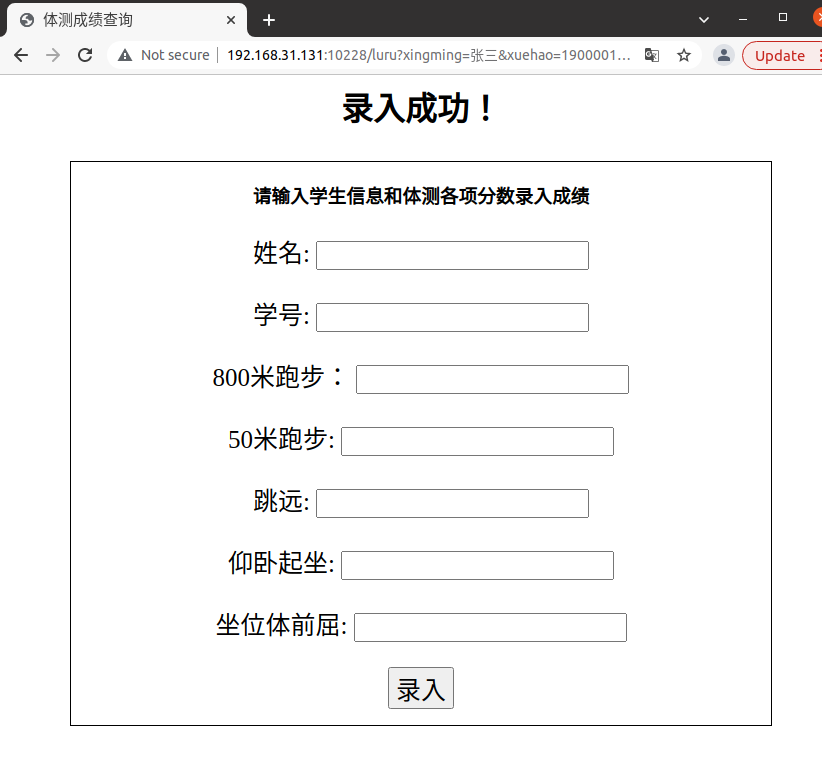 体测成绩查询
Not secure 192.168.31.131:10228/luru?xingming=张三&xuehao=1900001... Update
录入成功！
请输入学生信息和体测各项分数录入成绩
姓名:
学号:
800米跑步：
50米跑步:
跳远:
仰卧起坐:
坐位体前屈:
录入